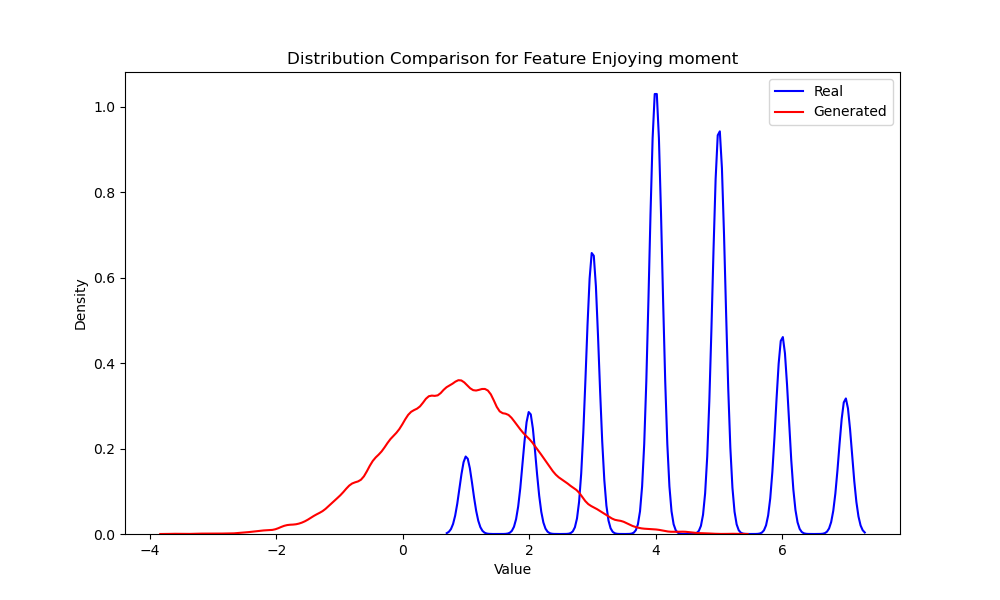 Distribution Comparison for Feature Enjoying moment
Real
Generated
Density
1.0
0.8
0.6
0.4
0.2
0.0
−4
−2
0
2
4
6
Value